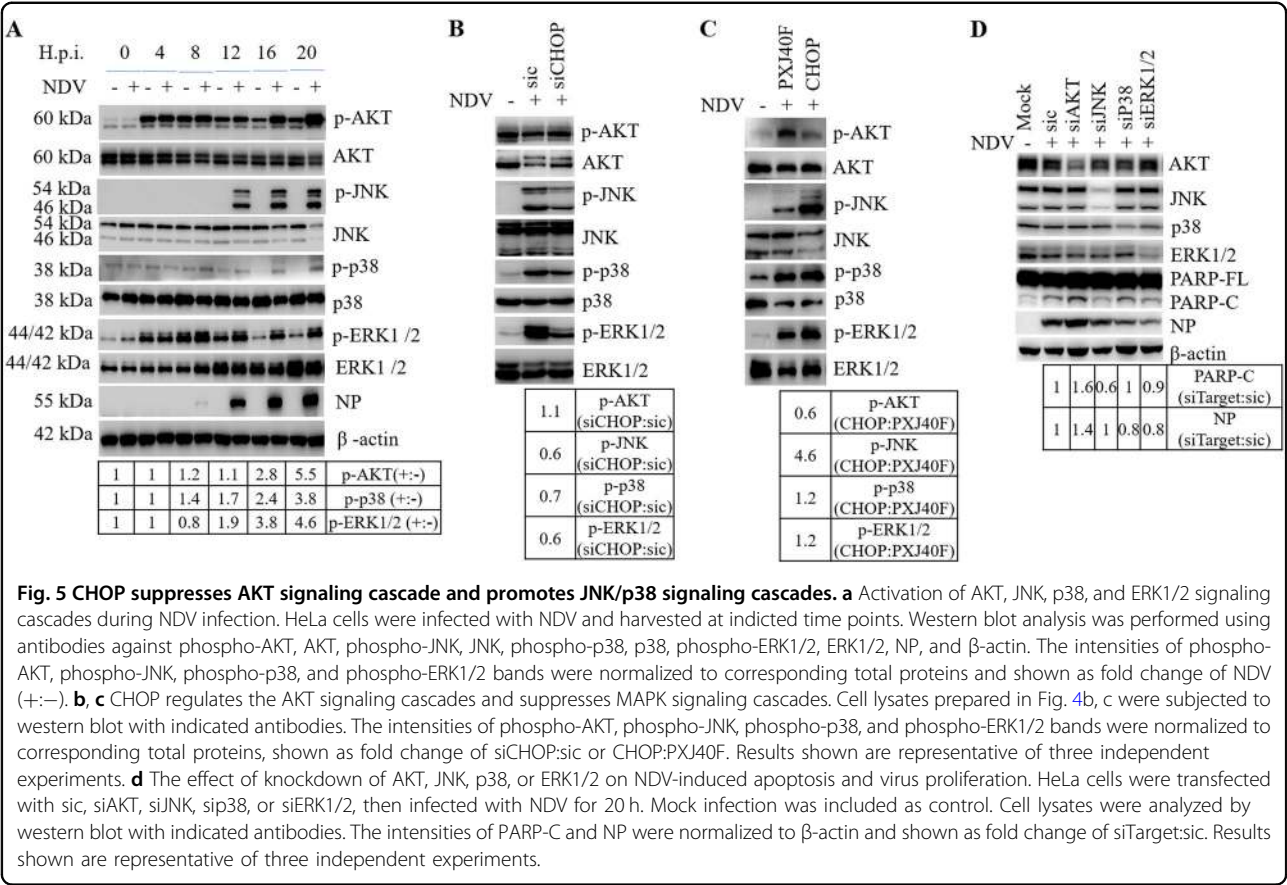 A
H.p.i. 0 4 8 12 16 20
NDV - + - + - + - + - + - +
60 kDa p-AKT
60 kDa AKT
54 kDa p-JNK
46 kDa
54 kDa JNK
46 kDa
38 kDa p-p38
38 kDa p38
44/42 kDa p-ERK1 /2
44/42 kDa ERK1 /2
55 kDa NP
42 kDa β -actin
1 1 1.2 1.1 2.8 5.5 p-AKT(+:-)
1 1 1.4 1.7 2.4 3.8 p-p38 (+:-)
1 1 0.8 1.9 3.8 4.6 p-ERK1/2 (+:-)
B
sic siCHOP
NDV - + +
p-AKT
AKT
p-JNK
JNK
p-p38
p38
p-ERK1/2
ERK1/2
1.1 p-AKT
(siCHOP:sic)
0.6 p-JNK
(siCHOP:sic)
0.7 p-p38
(siCHOP:sic)
0.6 p-ERK1/2
(siCHOP:sic)
C
PXJ40F CHOP
NDV - + +
p-AKT
AKT
p-JNK
JNK
p-p38
p38
p-ERK1/2
ERK1/2
0.6 p-AKT
(CHOP:PXJ40F)
4.6 p-JNK
(CHOP:PXJ40F)
1.2 p-p38
(CHOP:PXJ40F)
1.2 p-ERK1/2
(CHOP:PXJ40F)
D
Mock sic siAKT siJNK siP38 siERK1/2
NDV - + + + + +
AKT
JNK
p38
ERK1/2
PARP-FL
PARP-C
NP
β-actin
1 1.6 0.6 1 0.9 PARP-C
(siTarget:sic)
1 1.4 1 0.8 0.8 NP
(siTarget:sic)
Fig. 5 CHOP suppresses AKT signaling cascade and promotes JNK/p38 signaling cascades. a Activation of AKT, JNK, p38, and ERK1/2 signaling
cascades during NDV infection. HeLa cells were infected with NDV and harvested at indicted time points. Western blot analysis was performed using
antibodies against phospho-AKT, AKT, phospho-JNK, JNK, phospho-p38, p38, phospho-ERK1/2, ERK1/2, NP, and β-actin. The intensities of phospho-
AKT, phospho-JNK, phospho-p38, and phospho-ERK1/2 bands were normalized to corresponding total proteins and shown as fold change of NDV
(+:−). b, c CHOP regulates the AKT signaling cascades and suppresses MAPK signaling cascades. Cell lysates prepared in Fig. 4b, c were subjected to
western blot with indicated antibodies. The intensities of phospho-AKT, phospho-JNK, phospho-p38, and phospho-ERK1/2 bands were normalized to
corresponding total proteins, shown as fold change of siCHOP:sic or CHOP:PXJ40F. Results shown are representative of three independent
experiments. d The effect of knockdown of AKT, JNK, p38, or ERK1/2 on NDV-induced apoptosis and virus proliferation. HeLa cells were transfected
with sic, siAKT, siJNK, sip38, or siERK1/2, then infected with NDV for 20 h. Mock infection was included as control. Cell lysates were analyzed by
western blot with indicated antibodies. The intensities of PARP-C and NP were normalized to β-actin and shown as fold change of siTarget:sic. Results
shown are representative of three independent experiments.